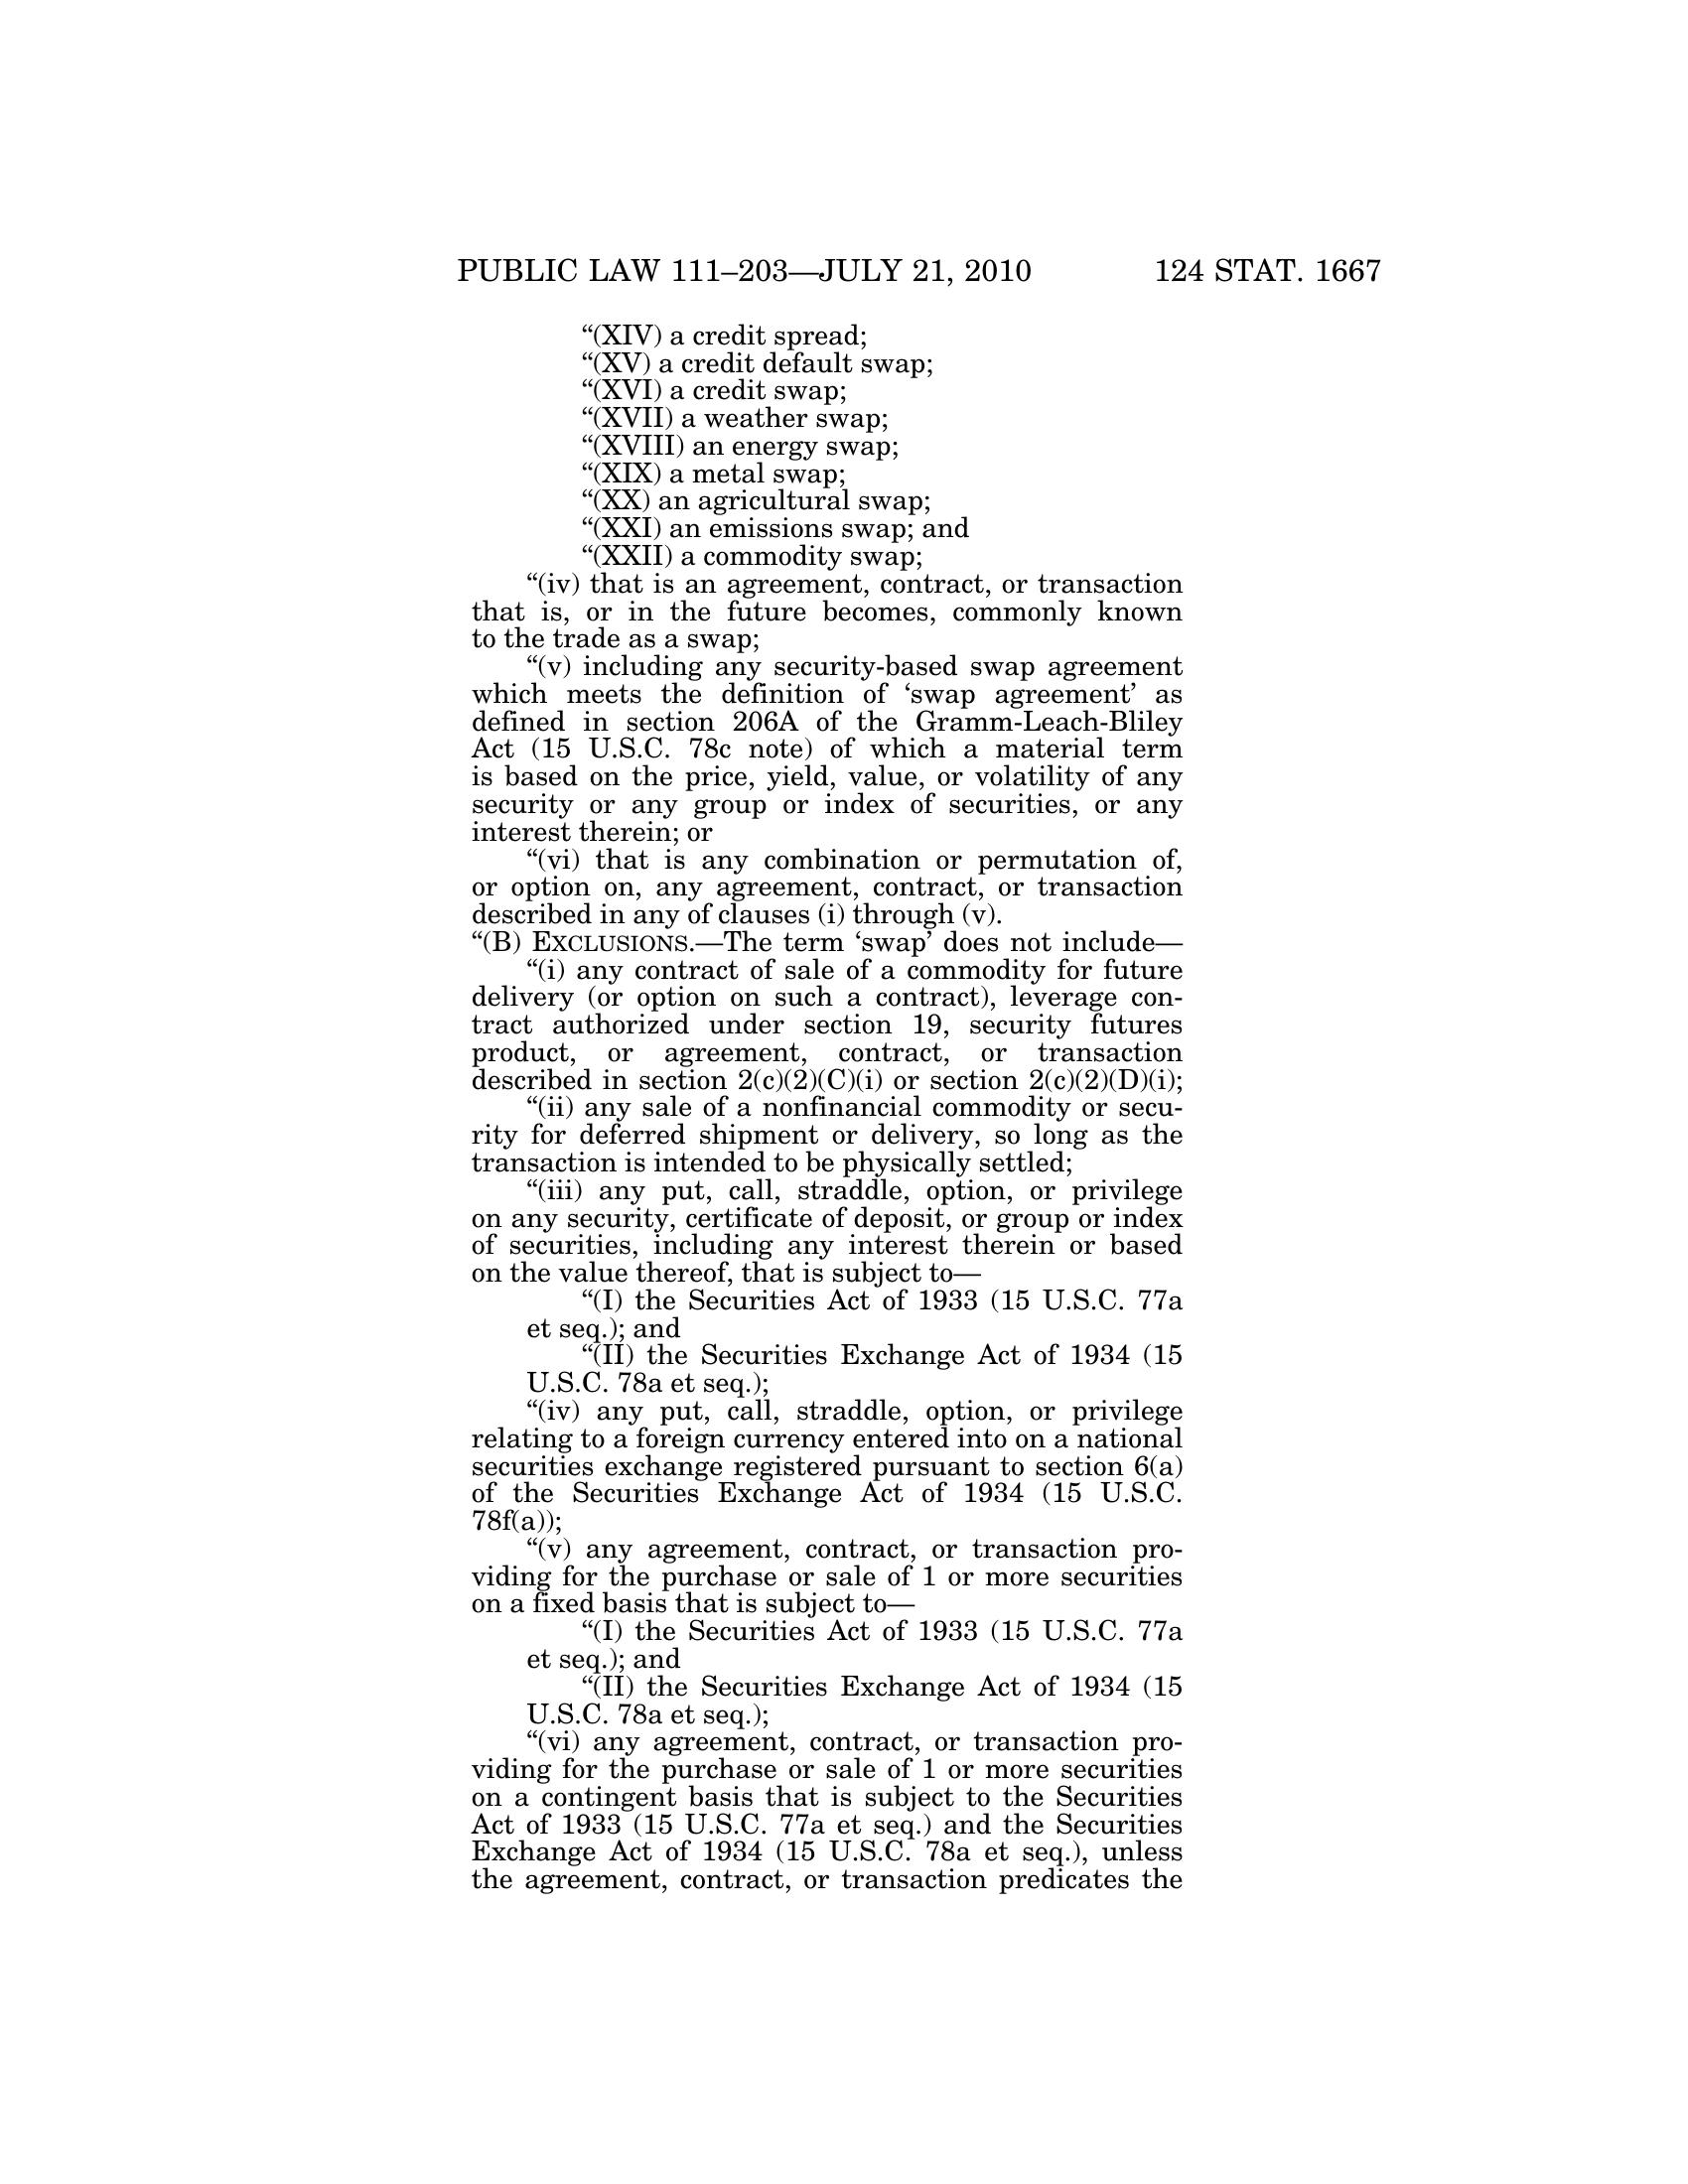 PUBLIC LAW 111–203—JULY 21, 2010 124 STAT. 1667
“(XIV) a credit spread;
“(XV) a credit default swap;
“(XVI) a credit swap;
“(XVII) a weather swap;
“(XVIII) an energy swap;
“(XIX) a metal swap;
“(XX) an agricultural swap;
“(XXI) an emissions swap; and
“(XXII) a commodity swap;
“(iv) that is an agreement, contract, or transaction
that is, or in the future becomes, commonly known
to the trade as a swap;
“(v) including any security-based swap agreement
which meets the definition of ‘swap agreement’ as
defined in section 206A of the Gramm-Leach-Bliley
Act (15 U.S.C. 78c note) of which a material term
is based on the price, yield, value, or volatility of any
security or any group or index of securities, or any
interest therein; or
“(vi) that is any combination or permutation of,
or option on, any agreement, contract, or transaction
described in any of clauses (i) through (v).
“(B) EXCLUSIONS.—The term ‘swap’ does not include—
“(i) any contract of sale of a commodity for future
delivery (or option on such a contract), leverage con-
tract authorized under section 19, security futures
product, or agreement, contract, or transaction
described in section 2(c)(2)(C)(i) or section 2(c)(2)(D)(i);
“(ii) any sale of a nonfinancial commodity or secu-
rity for deferred shipment or delivery, so long as the
transaction is intended to be physically settled;
“(iii) any put, call, straddle, option, or privilege
on any security, certificate of deposit, or group or index
of securities, including any interest therein or based
on the value thereof, that is subject to—
“(I) the Securities Act of 1933 (15 U.S.C. 77a
et seq.); and
“(II) the Securities Exchange Act of 1934 (15
U.S.C. 78a et seq.);
“(iv) any put, call, straddle, option, or privilege
relating to a foreign currency entered into on a national
securities exchange registered pursuant to section 6(a)
of the Securities Exchange Act of 1934 (15 U.S.C.
78f(a));
“(v) any agreement, contract, or transaction pro-
viding for the purchase or sale of 1 or more securities
on a fixed basis that is subject to—
“(I) the Securities Act of 1933 (15 U.S.C. 77a
et seq.); and
“(II) the Securities Exchange Act of 1934 (15
U.S.C. 78a et seq.);
“(vi) any agreement, contract, or transaction pro-
viding for the purchase or sale of 1 or more securities
on a contingent basis that is subject to the Securities
Act of 1933 (15 U.S.C. 77a et seq.) and the Securities
Exchange Act of 1934 (15 U.S.C. 78a et seq.), unless
the agreement, contract, or transaction predicates the